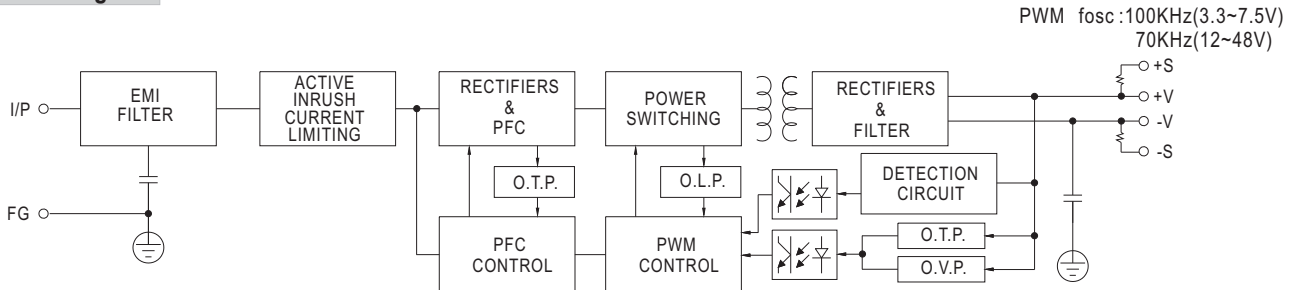 PWM fosc:100KHz(3.3~7.5V)
70KHz(12~48V)
I/P
EMI
FILTER
ACTIVE
INRUSH
CURRENT
LIMITING
RECTIFIERS
&
PFC
POWER
SWITCHING
RECTIFIERS
&
FILTER
+S
+V
-V
-S
O.T.P.
O.L.P.
DETECTION
CIRCUIT
FG
PFC
CONTROL
PWM
CONTROL
O.T.P.
O.V.P.